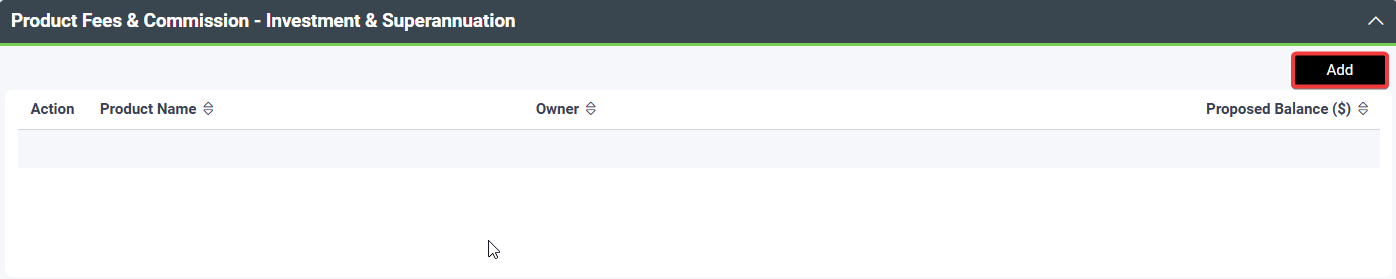 Product Fees & Commission - Investment & Superannuation
Add
Action Product Name Owner Proposed Balance ($)